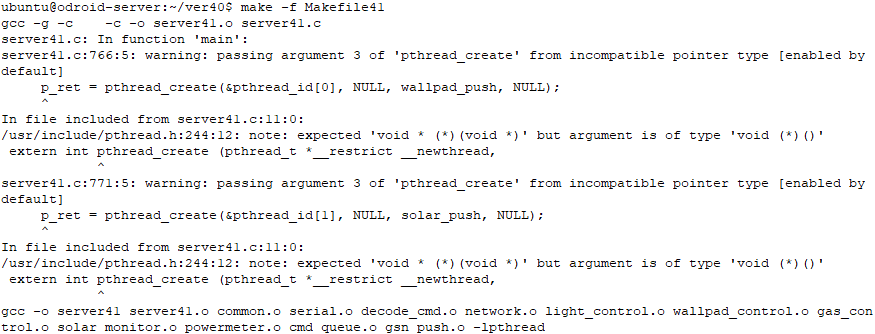 ubuntu@odroid-server:~/ver40$ make -f Makefile41
gcc -g -c    -c -o server41.o server41.c
server41.c: In function 'main':
server41.c:766:5: warning: passing argument 3 of 'pthread_create' from incompatible pointer type [enabled by
default]
     p_ret = pthread_create(&pthread_id[0], NULL, wallpad_push, NULL);
     ^
In file included from server41.c:11:0:
/usr/include/pthread.h:244:12: note: expected 'void * (*)(void *)' but argument is of type 'void (*)()'
 extern int pthread_create (pthread_t *__restrict __newthread,
            ^
server41.c:771:5: warning: passing argument 3 of 'pthread_create' from incompatible pointer type [enabled by
default]
     p_ret = pthread_create(&pthread_id[1], NULL, solar_push, NULL);
     ^
In file included from server41.c:11:0:
/usr/include/pthread.h:244:12: note: expected 'void * (*)(void *)' but argument is of type 'void (*)()'
 extern int pthread_create (pthread_t *__restrict __newthread,
            ^
gcc -o server41 server41.o common.o serial.o decode_cmd.o network.o light_control.o wallpad_control.o gas_con
trol.o solar_monitor.o powermeter.o cmd_queue.o gsn_push.o -lpthread